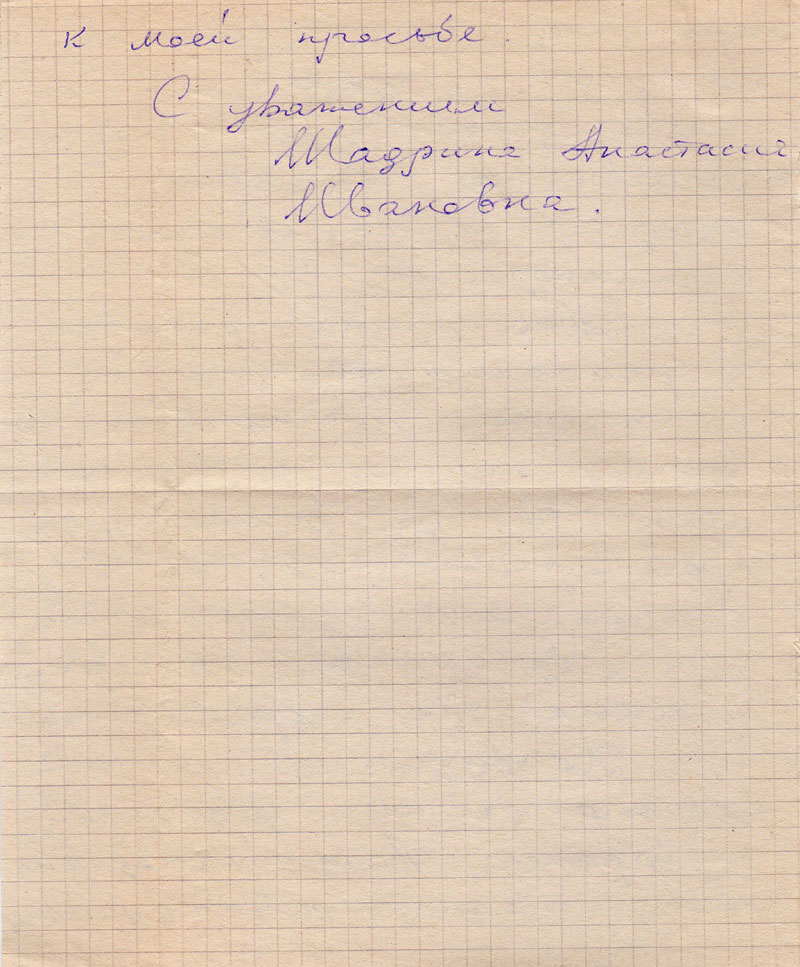 к моей просьбе.
С уважением
Шадрина Анастасия
Ивановна.